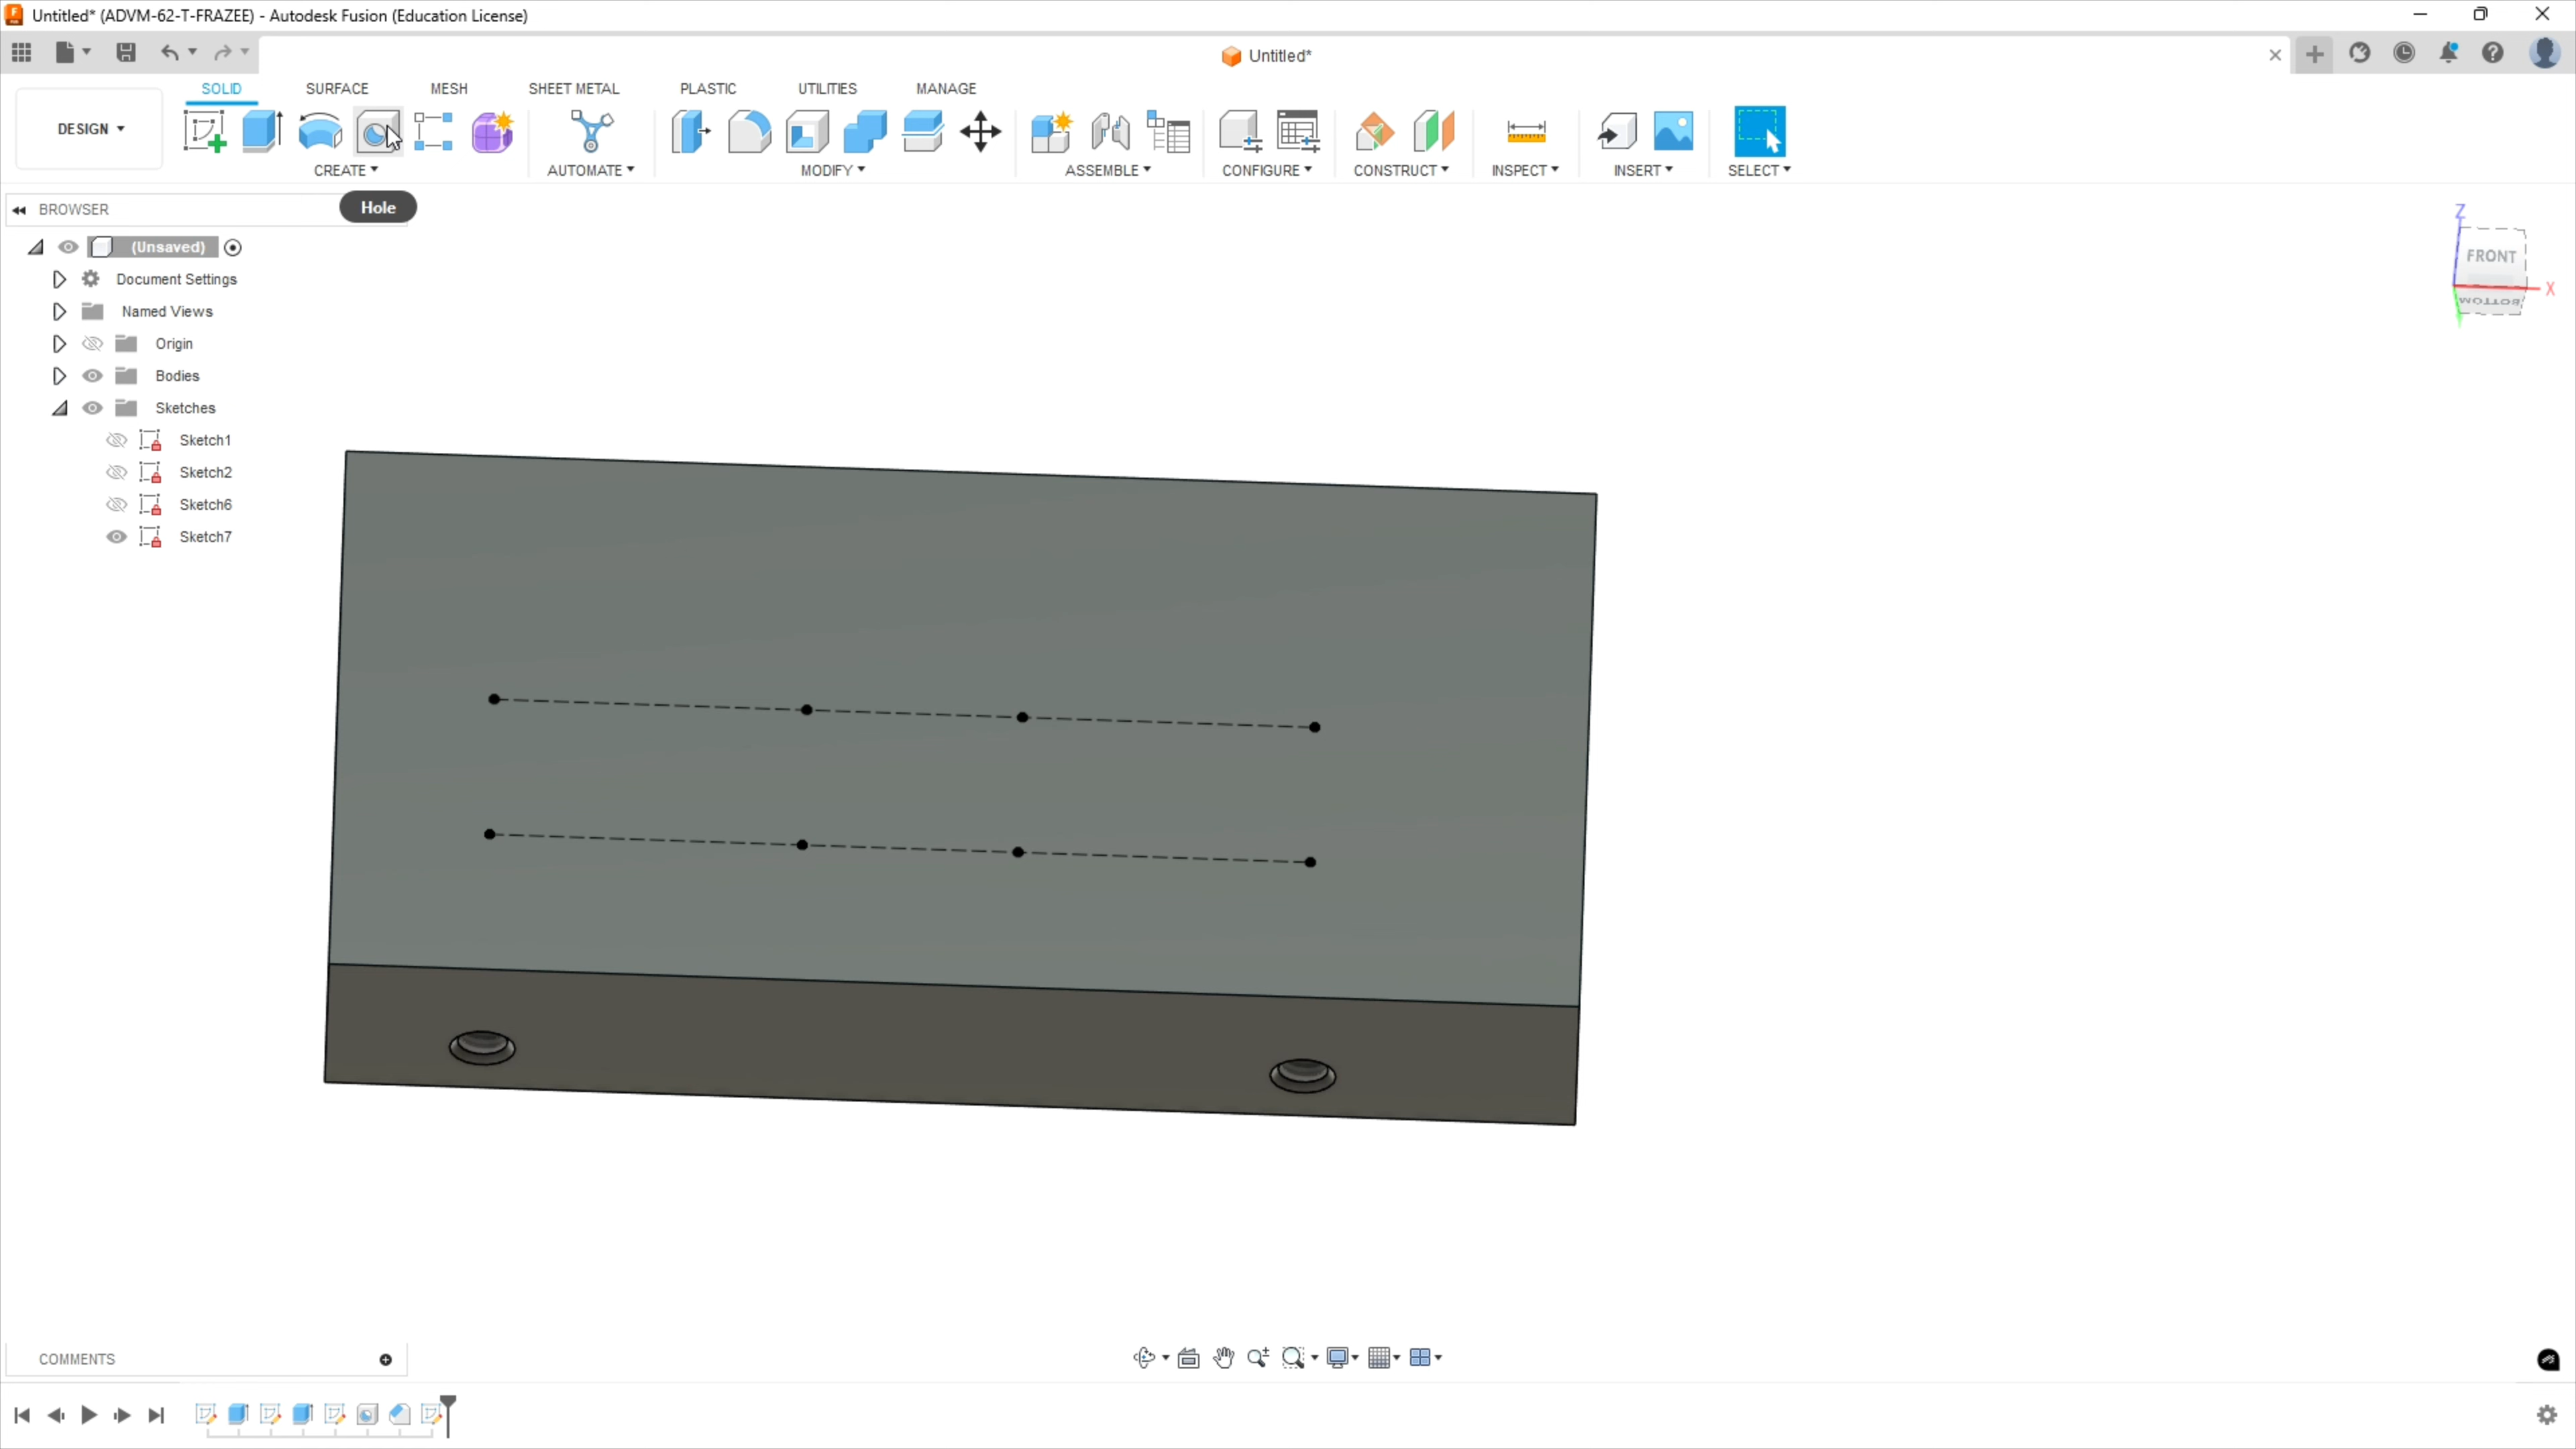 Untitled* (ADVM-62-T-FRAZEE) - Autodesk Fusion (Education License)
Untitled*
SOLID SURFACE MESH SHEET METAL PLASTIC UTILITIES MANAGE
DESIGN
CREATE AUTOMATE MODIFY ASSEMBLE CONFIGURE CONSTRUCT INSPECT INSERT SELECT
BROWSER
Hole
(Unsaved)
Document Settings
Named Views
Origin
Bodies
Sketches
Sketch1
Sketch2
Sketch6
Sketch7
Z
FRONT
X
BOTTOM
COMMENTS